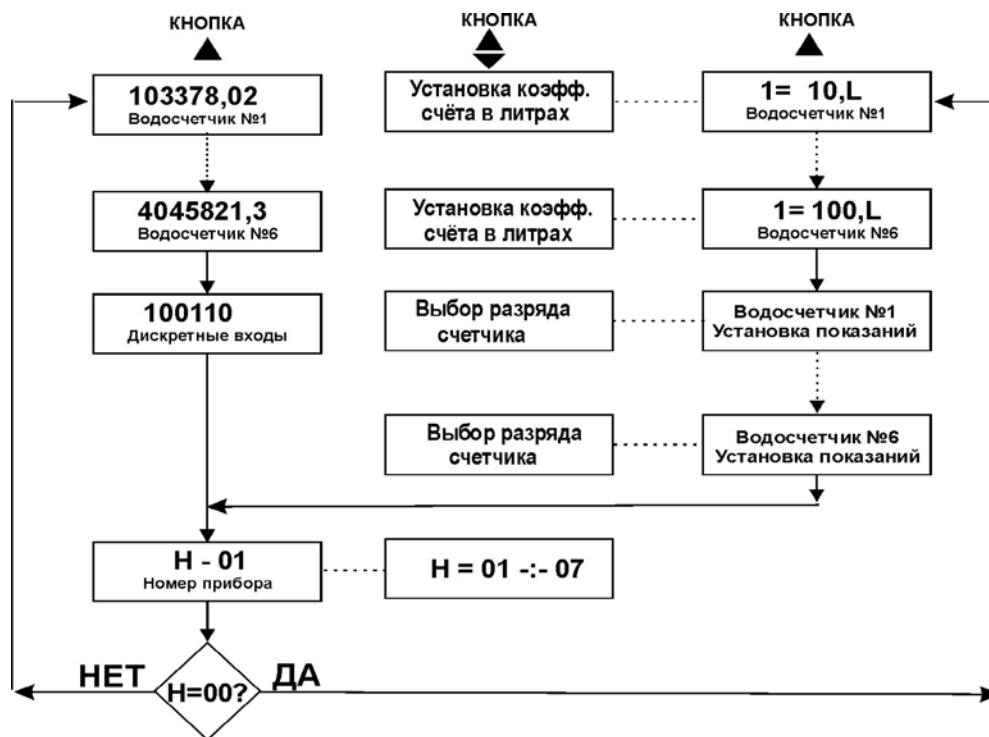 КНОПКА
КНОПКА
КНОПКА
103378,02
Водосчетчик №1
Установка коэфф.
счёта в литрах
1= 10,L
Водосчетчик №1
4045821,3
Водосчетчик №6
Установка коэфф.
счёта в литрах
1= 100,L
Водосчетчик №6
100110
Дискретные входы
Выбор разряда
счетчика
Водосчетчик №1
Установка показаний
Выбор разряда
счетчика
Водосчетчик №6
Установка показаний
Н - 01
Номер прибора
Н = 01 -:- 07
НЕТ
Н=00?
ДА